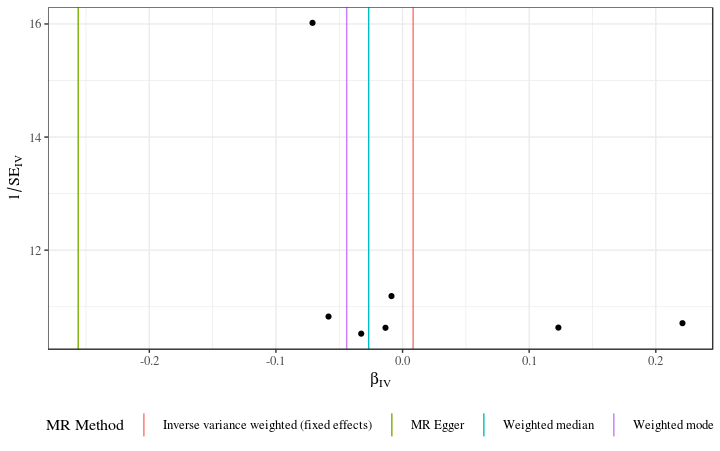 16
14
12
1/SE_IV
-0.2 -0.1 0.0 0.1 0.2
β_IV
MR Method Inverse variance weighted (fixed effects) MR Egger Weighted median Weighted mode